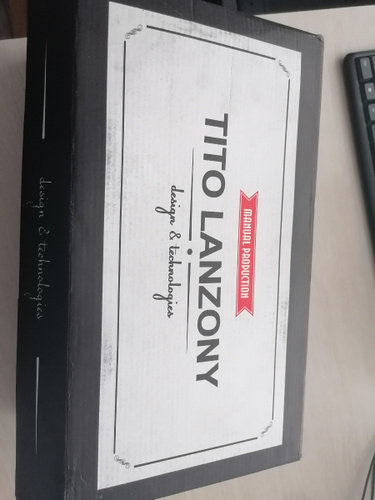 MANUAL PRODUCTION
TITO LANZONY
design & technologies
design & technologies